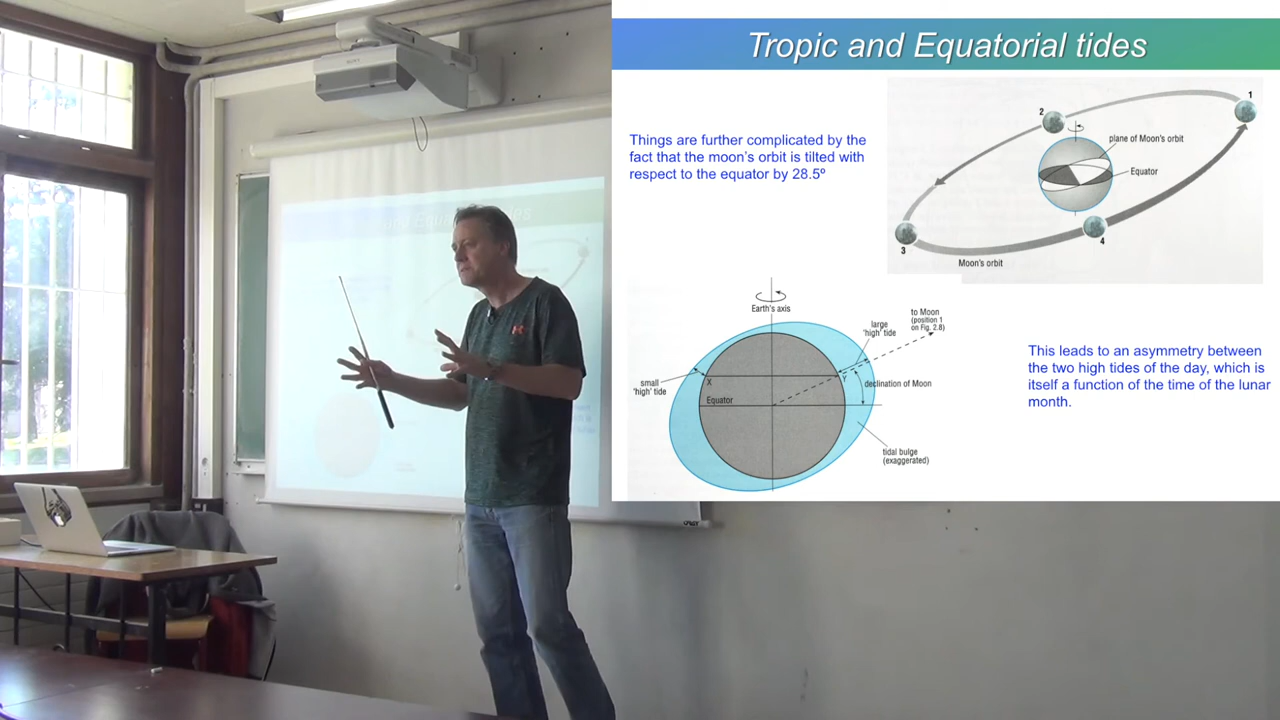 Tropic and Equatorial tides
Things are further complicated by the
fact that the moon's orbit is tilted with
respect to the equator by 28.5º
1
2
plane of Moon's orbit
Equator
3
4
Moon's orbit
Earth's axis
large
'high' tide
to Moon
(position 1
on Fig. 2.8)
small
'high' tide
X
Y
declination of Moon
Equator
tidal bulge
(exaggerated)
This leads to an asymmetry between
the two high tides of the day, which is
itself a function of the time of the lunar
month.
SONY